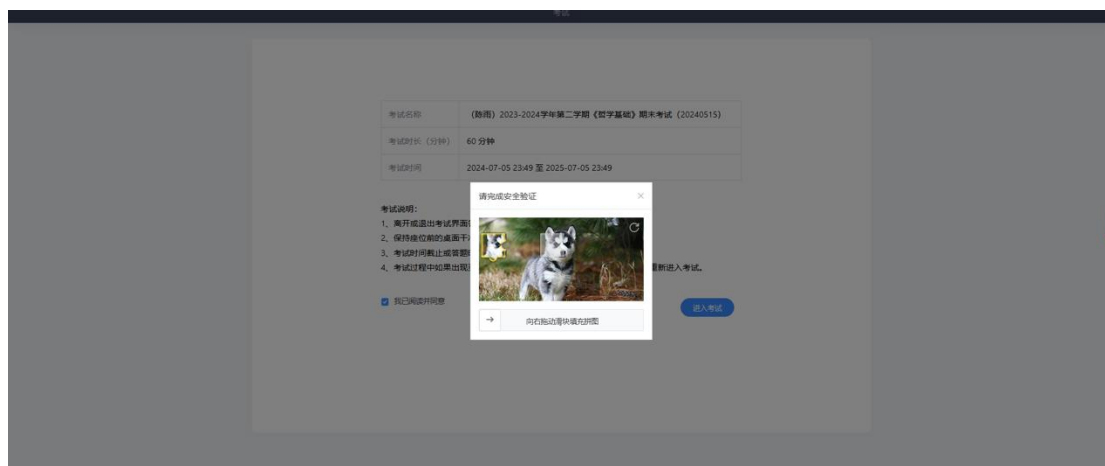 考试
考试名称 （陈雨）2023-2024学年第二学期《哲学基础》期末考试（20240515）
考试时长（分钟） 60 分钟
考试时间 2024-07-05 23:49 至 2025-07-05 23:49
请完成安全验证
考试说明：
1、离开或退出考试界面
2、保持座位前的桌面干
3、考试时间截止或答题
4、考试过程中如果出现 重新进入考试。
我已阅读并同意
进入考试
向右拖动滑块填充拼图